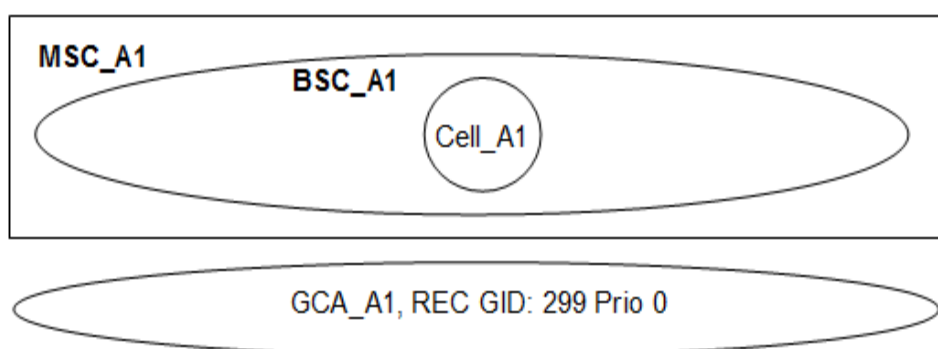 MSC_A1
BSC_A1
Cell_A1
GCA_A1, REC GID: 299 Prio 0